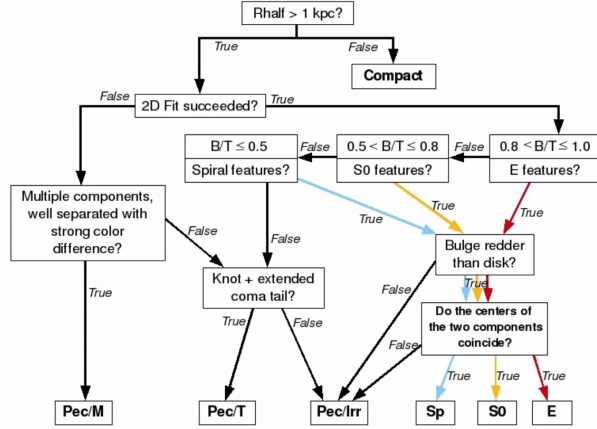 Rhalf > 1 kpc?
True
False
Compact
False
2D Fit succeeded?
True
B/T ≤ 0.5
Spiral features?
False
0.5 < B/T ≤ 0.8
S0 features?
False
0.8 < B/T ≤ 1.0
E features?
Multiple components,
well separated with
strong color
difference?
False
True
False
True
True
True
Bulge redder
than disk?
Knot + extended
coma tail?
False
True
True
False
False
Do the centers of
the two components
coincide?
True
True
True
Pec/M
Pec/T
Pec/Irr
Sp
S0
E